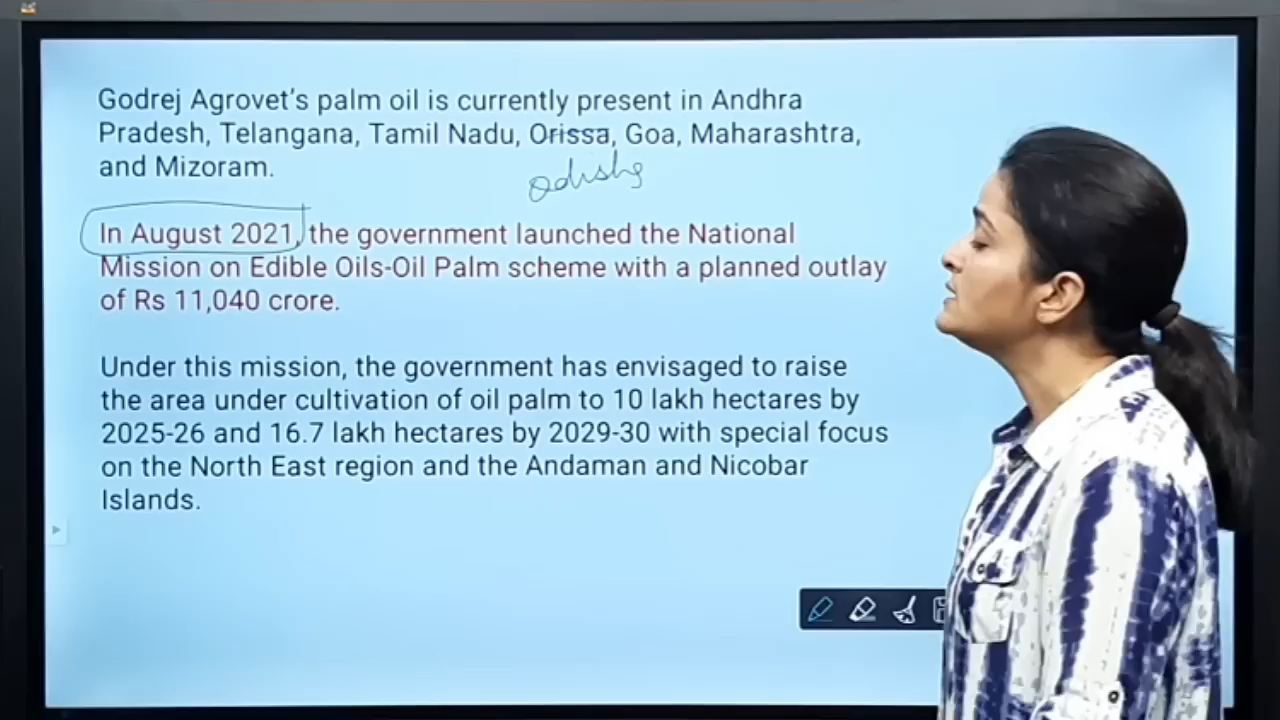 Godrej Agrovet's palm oil is currently present in Andhra
Pradesh, Telangana, Tamil Nadu, Orissa, Goa, Maharashtra,
and Mizoram.
Odisha
In August 2021, the government launched the National
Mission on Edible Oils-Oil Palm scheme with a planned outlay
of Rs 11,040 crore.
Under this mission, the government has envisaged to raise
the area under cultivation of oil palm to 10 lakh hectares by
2025-26 and 16.7 lakh hectares by 2029-30 with special focus
on the North East region and the Andaman and Nicobar
Islands.